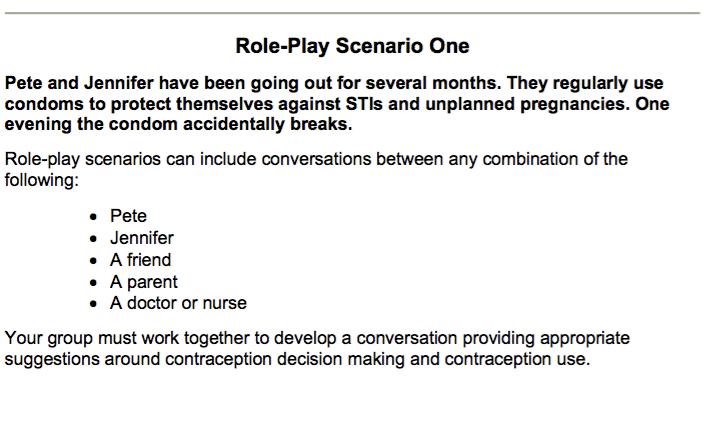 Role-Play Scenario One
Pete and Jennifer have been going out for several months. They regularly use
condoms to protect themselves against STIs and unplanned pregnancies. One
evening the condom accidentally breaks.
Role-play scenarios can include conversations between any combination of the
following:
• Pete
• Jennifer
• A friend
• A parent
• A doctor or nurse
Your group must work together to develop a conversation providing appropriate
suggestions around contraception decision making and contraception use.